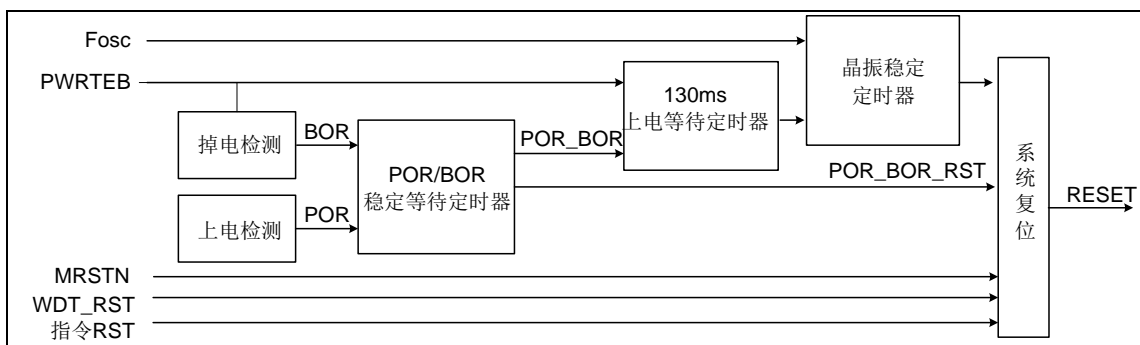 Fosc
PWRTEB
掉电检测
BOR
上电检测
POR
POR/BOR
稳定等待定时器
POR_BOR
130ms
上电等待定时器
晶振稳定
定时器
POR_BOR_RST
系统复位
RESET
MRSTN
WDT_RST
指令RST